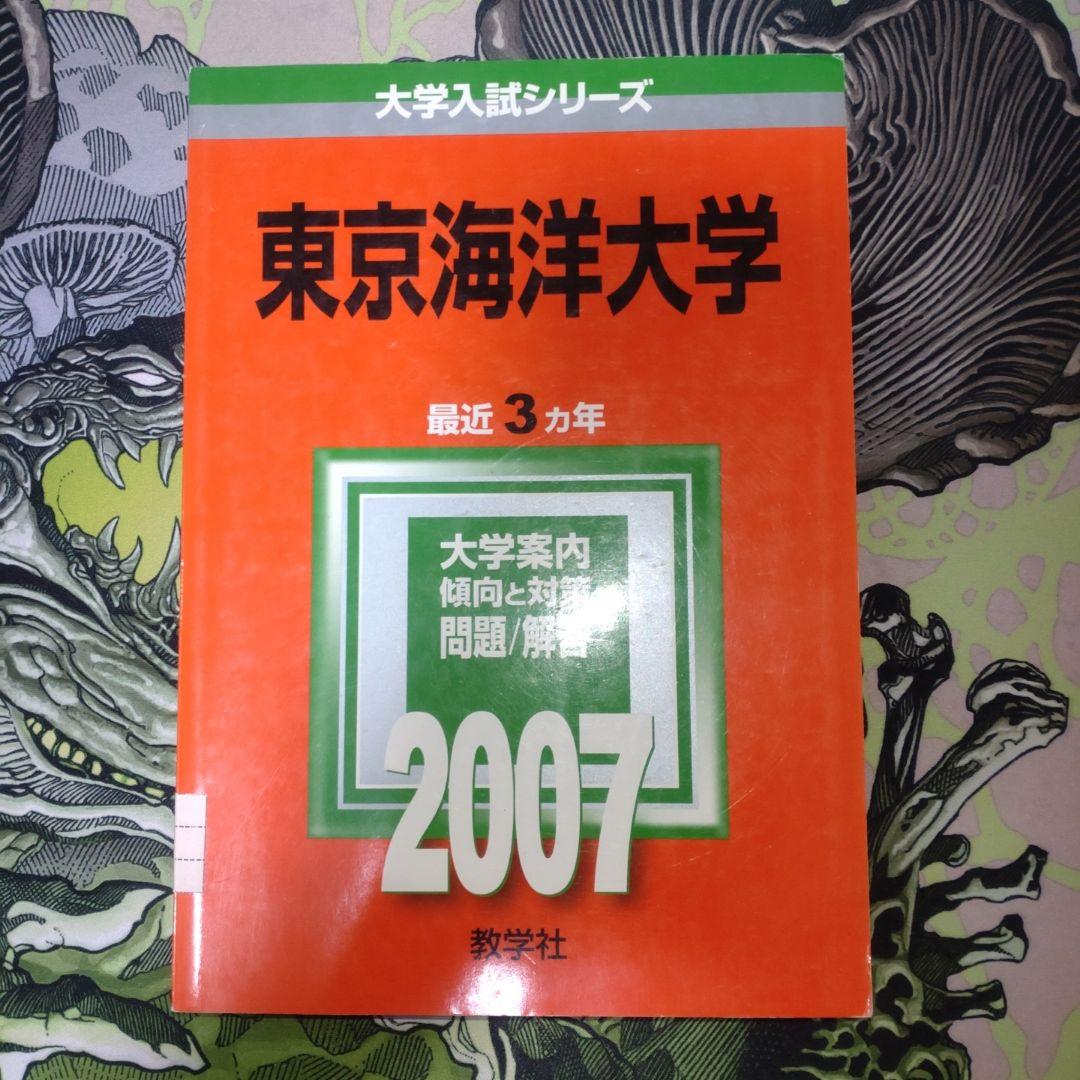 大学入試シリーズ
東京海洋大学
最近3ヵ年
大学案内
傾向と対策
問題/解答
2007
教学社